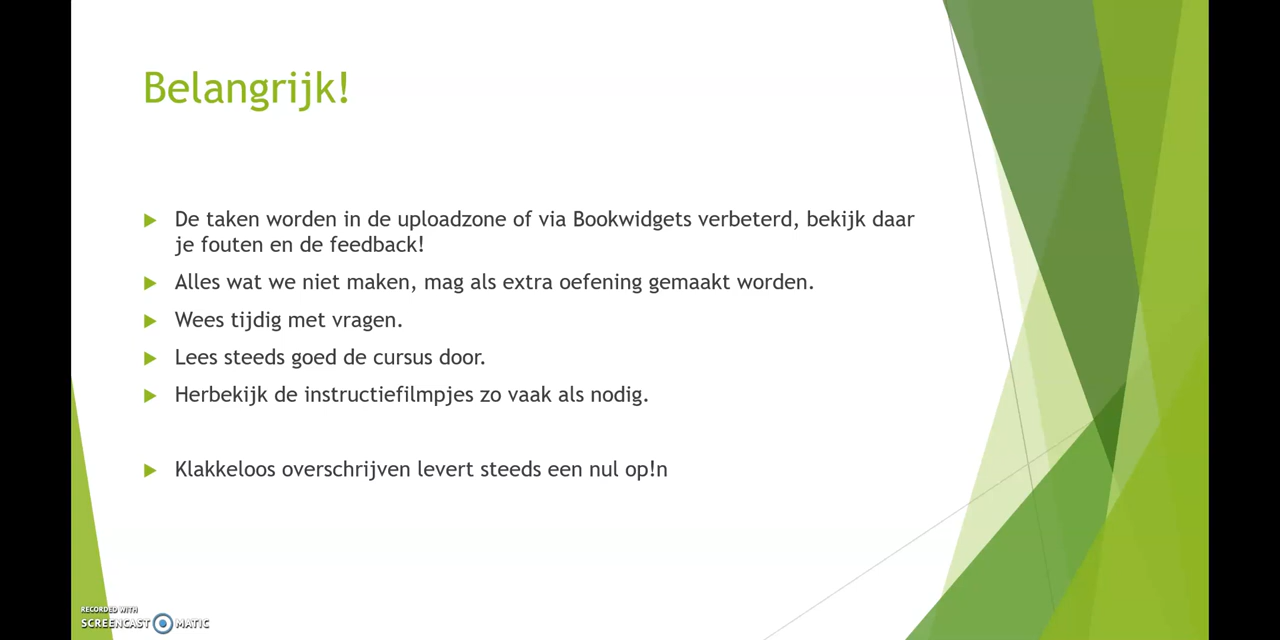 Belangrijk!
De taken worden in de uploadzone of via Bookwidgets verbeterd, bekijk daar
je fouten en de feedback!
Alles wat we niet maken, mag als extra oefening gemaakt worden.
Wees tijdig met vragen.
Lees steeds goed de cursus door.
Herbekijk de instructiefilmpjes zo vaak als nodig.
Klakkeloos overschrijven levert steeds een nul op!n
RECORDED WITH
SCREENCAST MATIC